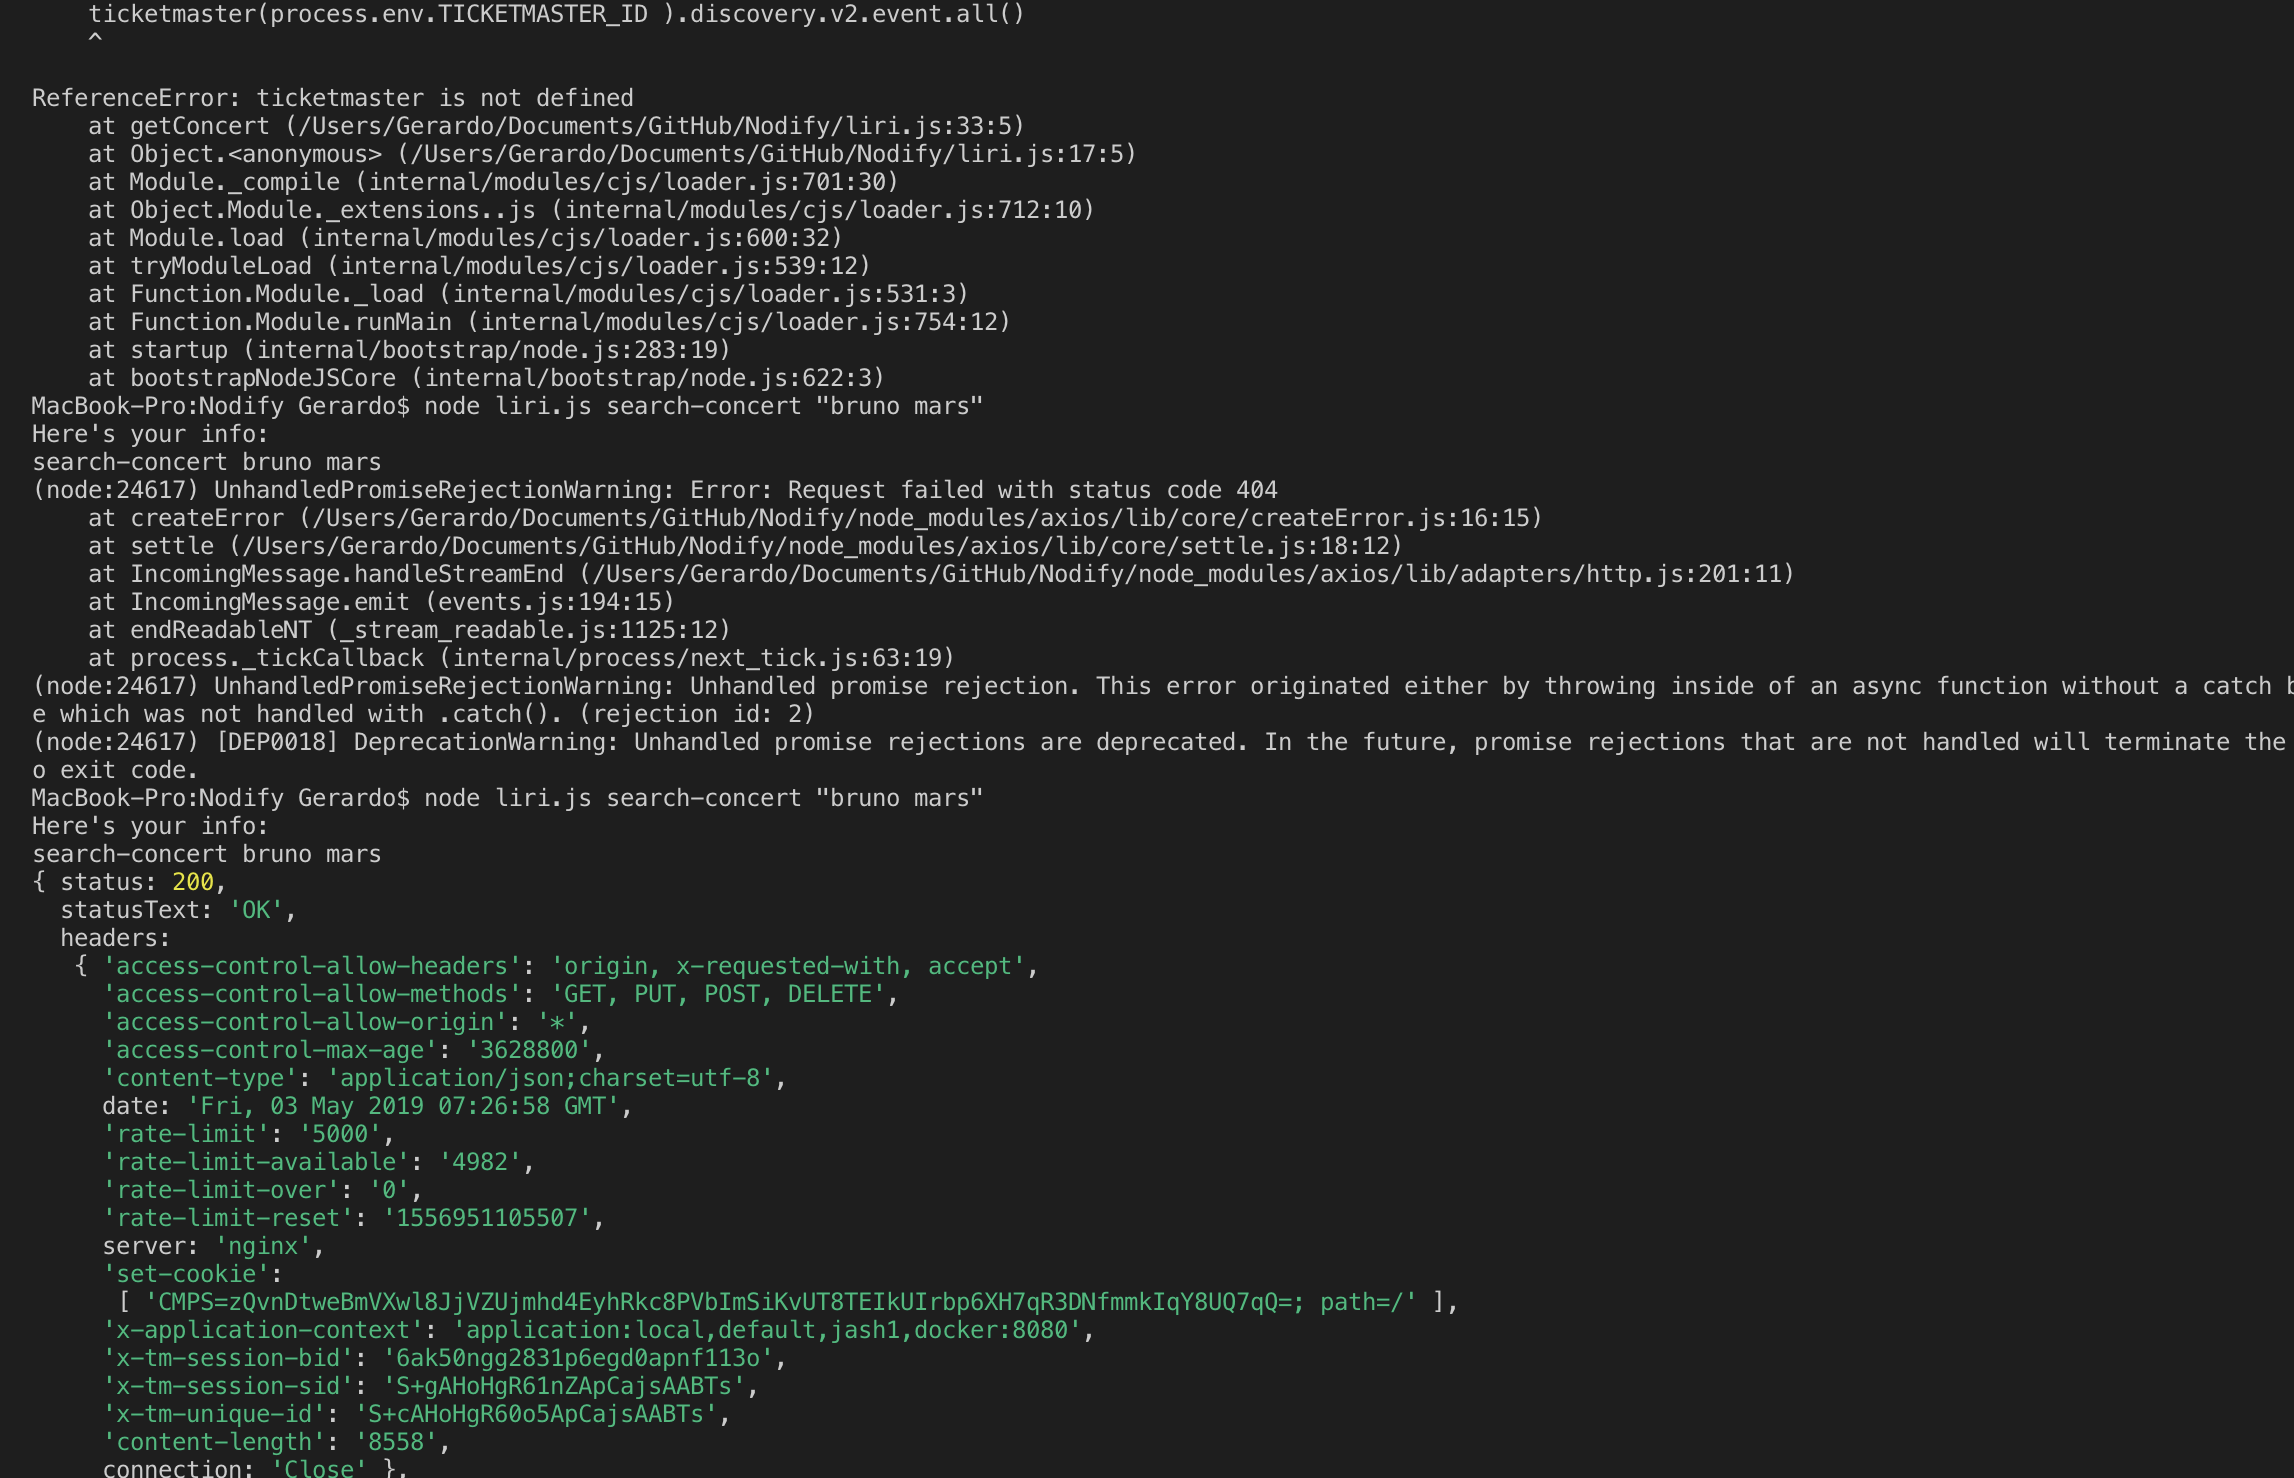 ticketmaster(process.env.TICKETMASTER_ID ).discovery.v2.event.all()
^
ReferenceError: ticketmaster is not defined
at getConcert (/Users/Gerardo/Documents/GitHub/Nodify/liri.js:33:5)
at Object.<anonymous> (/Users/Gerardo/Documents/GitHub/Nodify/liri.js:17:5)
at Module._compile (internal/modules/cjs/loader.js:701:30)
at Object.Module._extensions..js (internal/modules/cjs/loader.js:712:10)
at Module.load (internal/modules/cjs/loader.js:600:32)
at tryModuleLoad (internal/modules/cjs/loader.js:539:12)
at Function.Module._load (internal/modules/cjs/loader.js:531:3)
at Function.Module.runMain (internal/modules/cjs/loader.js:754:12)
at startup (internal/bootstrap/node.js:283:19)
at bootstrapNodeJSCore (internal/bootstrap/node.js:622:3)
MacBook-Pro:Nodify Gerardo$ node liri.js search-concert "bruno mars"
Here's your info:
search-concert bruno mars
(node:24617) UnhandledPromiseRejectionWarning: Error: Request failed with status code 404
at createError (/Users/Gerardo/Documents/GitHub/Nodify/node_modules/axios/lib/core/createError.js:16:15)
at settle (/Users/Gerardo/Documents/GitHub/Nodify/node_modules/axios/lib/core/settle.js:18:12)
at IncomingMessage.handleStreamEnd (/Users/Gerardo/Documents/GitHub/Nodify/node_modules/axios/lib/adapters/http.js:201:11)
at IncomingMessage.emit (events.js:194:15)
at endReadableNT (_stream_readable.js:1125:12)
at process._tickCallback (internal/process/next_tick.js:63:19)
(node:24617) UnhandledPromiseRejectionWarning: Unhandled promise rejection. This error originated either by throwing inside of an async function without a catch b
e which was not handled with .catch(). (rejection id: 2)
(node:24617) [DEP0018] DeprecationWarning: Unhandled promise rejections are deprecated. In the future, promise rejections that are not handled will terminate the
o exit code.
MacBook-Pro:Nodify Gerardo$ node liri.js search-concert "bruno mars"
Here's your info:
search-concert bruno mars
{ status: 200,
statusText: 'OK',
headers:
{ 'access-control-allow-headers': 'origin, x-requested-with, accept',
'access-control-allow-methods': 'GET, PUT, POST, DELETE',
'access-control-allow-origin': '*',
'access-control-max-age': '3628800',
'content-type': 'application/json;charset=utf-8',
date: 'Fri, 03 May 2019 07:26:58 GMT',
'rate-limit': '5000',
'rate-limit-available': '4982',
'rate-limit-over': '0',
'rate-limit-reset': '1556951105507',
server: 'nginx',
'set-cookie':
[ 'CMPS=zQvnDtweBmVXwl8JjVZUjmhd4EyhRkc8PVbImSiKvUT8TEIkUIrbp6XH7qR3DNfmmkIqY8UQ7qQ=; path=/' ],
'x-application-context': 'application:local,default,jash1,docker:8080',
'x-tm-session-bid': '6ak50ngg2831p6egd0apnf113o',
'x-tm-session-sid': 'S+gAHoHgR61nZApCajsAABTs',
'x-tm-unique-id': 'S+cAHoHgR60o5ApCajsAABTs',
'content-length': '8558',
connection: 'Close' },